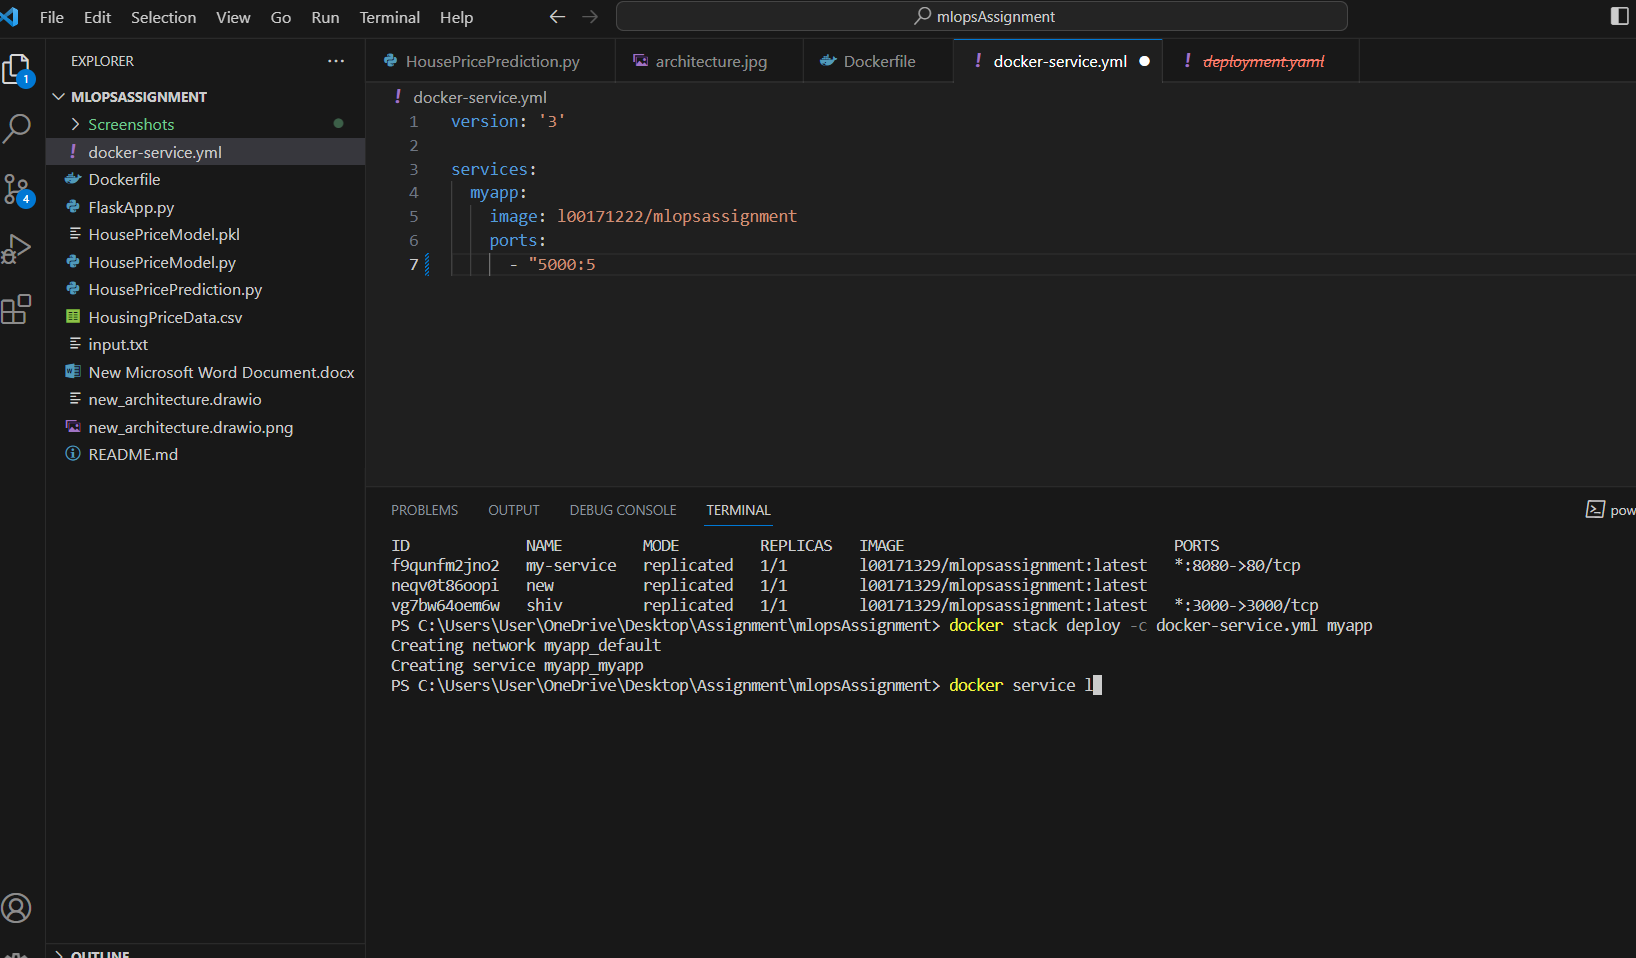 File Edit Selection View Go Run Terminal Help
mlopsAssignment
EXPLORER
HousePricePrediction.py architecture.jpg Dockerfile docker-service.yml deployment.yaml
MLOPSASSIGNMENT
Screenshots
docker-service.yml
Dockerfile
FlaskApp.py
HousePriceModel.pkl
HousePriceModel.py
HousePricePrediction.py
HousingPriceData.csv
input.txt
New Microsoft Word Document.docx
new_architecture.drawio
new_architecture.drawio.png
README.md
OUTLINE
1
4
docker-service.yml
1 version: '3'
2
3 services:
4 myapp:
5 image: l00171222/mlopsassignment
6 ports:
7 - "5000:5
PROBLEMS OUTPUT DEBUG CONSOLE TERMINAL
pow
ID NAME MODE REPLICAS IMAGE PORTS
f9qunfm2jno2 my-service replicated 1/1 l00171329/mlopsassignment:latest *:8080->80/tcp
neqv0t86oopi new replicated 1/1 l00171329/mlopsassignment:latest
vg7bw64oem6w shiv replicated 1/1 l00171329/mlopsassignment:latest *:3000->3000/tcp
PS C:\Users\User\OneDrive\Desktop\Assignment\mlopsAssignment> docker stack deploy -c docker-service.yml myapp
Creating network myapp_default
Creating service myapp_myapp
PS C:\Users\User\OneDrive\Desktop\Assignment\mlopsAssignment> docker service l